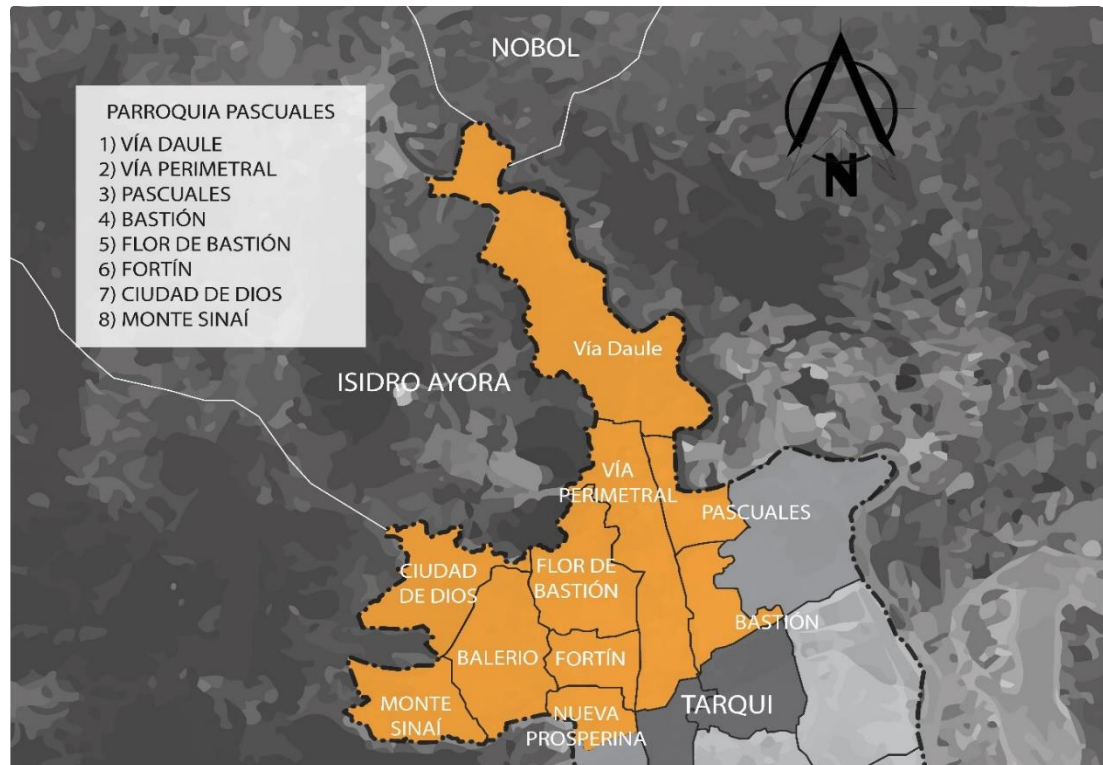 NOBOL
N
PARROQUIA PASCUALES
1) VÍA DAULE
2) VÍA PERIMETRAL
3) PASCUALES
4) BASTIÓN
5) FLOR DE BASTIÓN
6) FORTÍN
7) CIUDAD DE DIOS
8) MONTE SINAÍ
Vía Daule
ISIDRO AYORA
VÍA
PERIMETRAL
PASCUALES
CIUDAD
DE DIOS
FLOR DE
BASTIÓN
BASTIÓN
BALERIO
FORTÍN
MONTE
SINAÍ
NUEVA
PROSPERINA
TARQUI